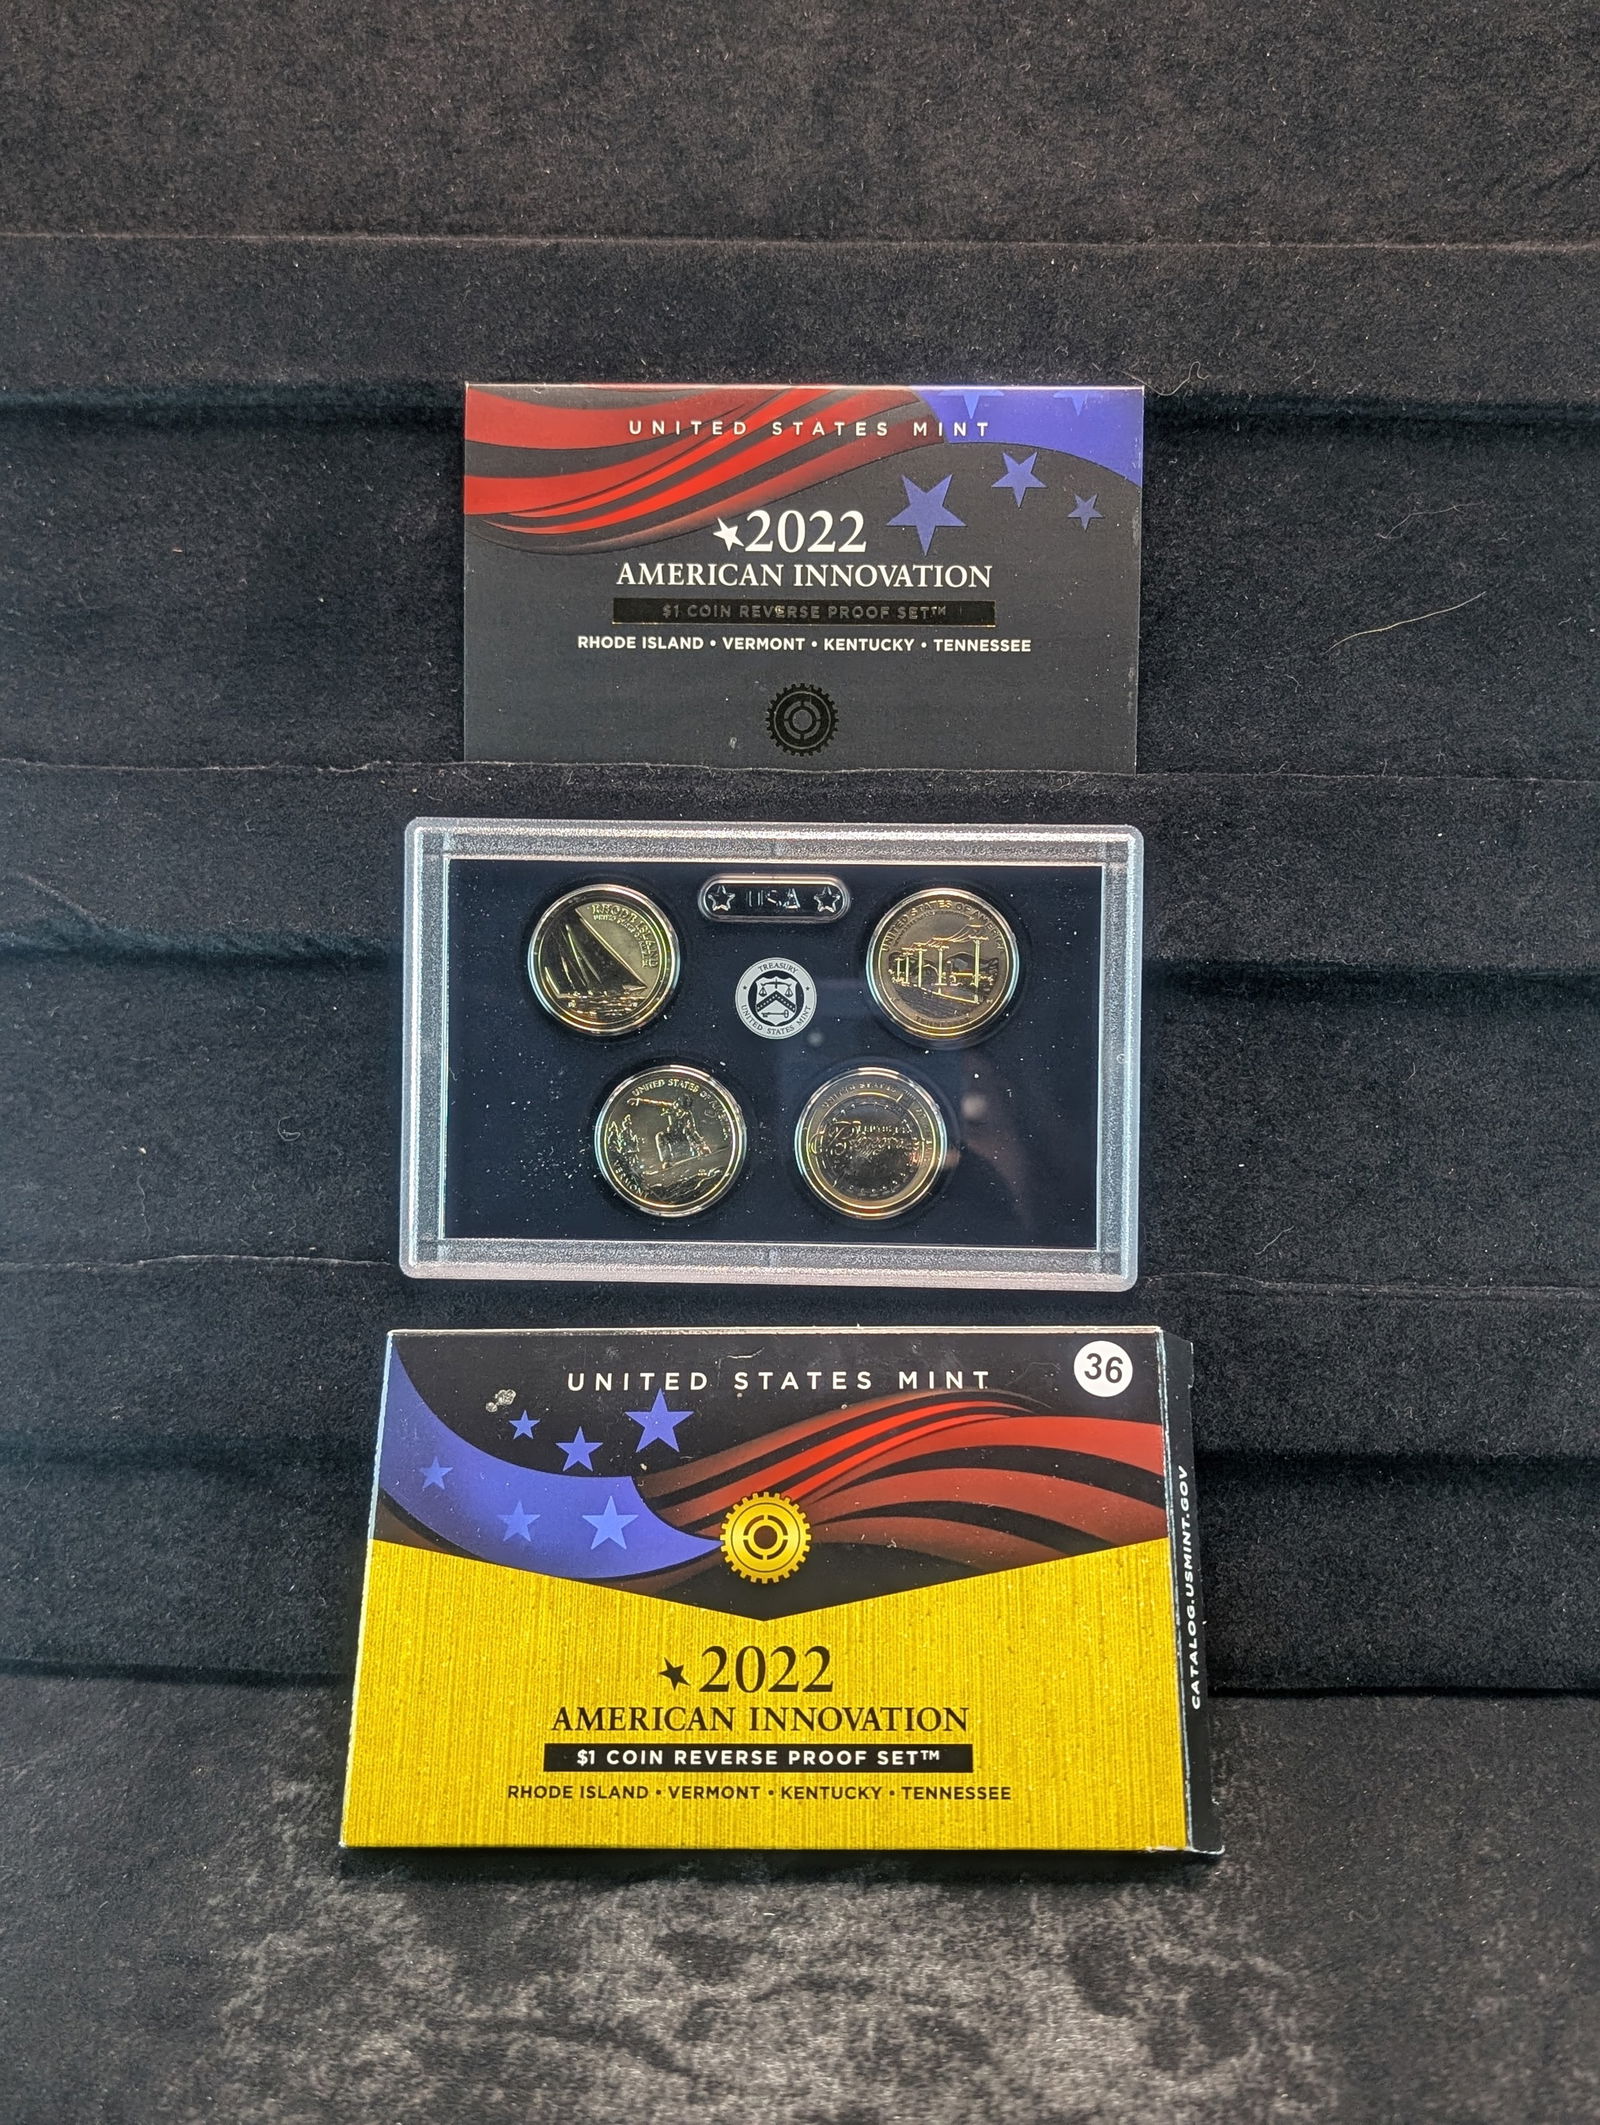 UNITED STATES MINT
★2022
AMERICAN INNOVATION
$1 COIN REVERSE PROOF SET™
RHODE ISLAND • VERMONT • KENTUCKY • TENNESSEE
★ USA ★
RHODE ISLAND
UNITED STATES OF AMERICA
TREASURY
UNITED STATES MINT
UNITED STATES OF
VERMONT
UNITED STATES
UNITED STATES MINT
36
★2022
AMERICAN INNOVATION
$1 COIN REVERSE PROOF SET™
RHODE ISLAND • VERMONT • KENTUCKY • TENNESSEE
CATALOG.USMINT.GOV